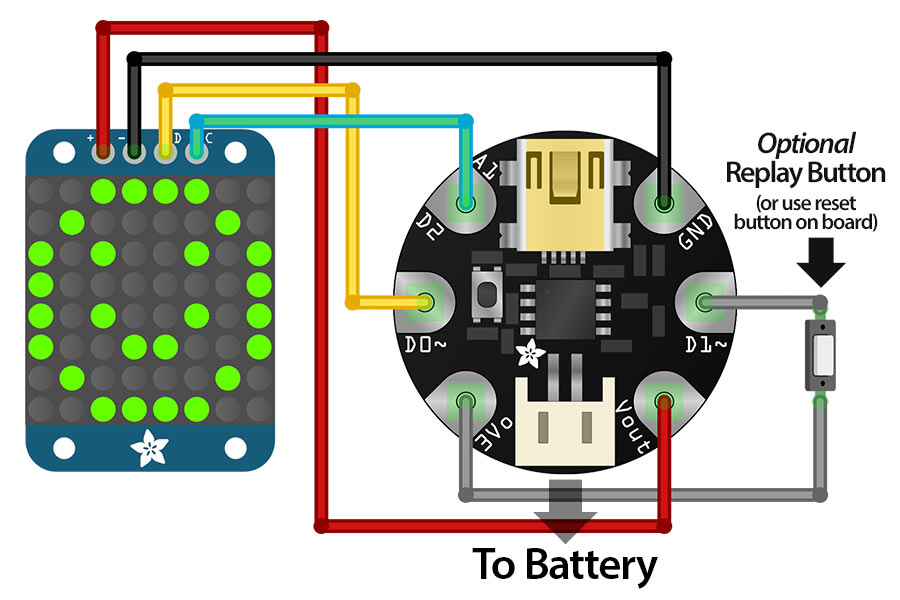 + - D C
Optional
Replay Button
(or use reset
button on board)
A1
D2
GND
D0~
D1~
3Vo
Vout
To Battery